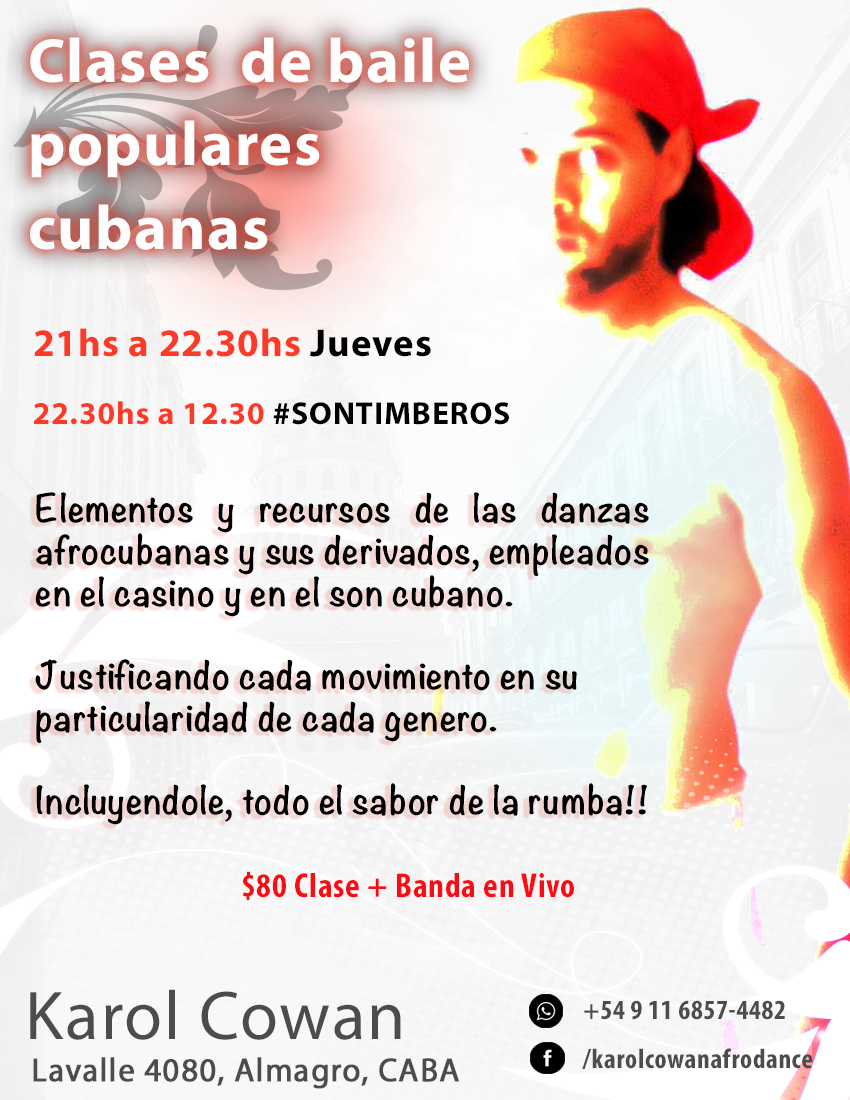 Clases de baile
populares
cubanas
21hs a 22.30hs Jueves
22.30hs a 12.30 #SONTIMBEROS
Elementos y recursos de las danzas
afrocubanas y sus derivados, empleados
en el casino y en el son cubano.
Justificando cada movimiento en su
particularidad de cada genero.
Incluyendole, todo el sabor de la rumba!!
$80 Clase + Banda en Vivo
Karol Cowan
Lavalle 4080, Almagro, CABA
+54 9 11 6857-4482
/karolcowanafrodance